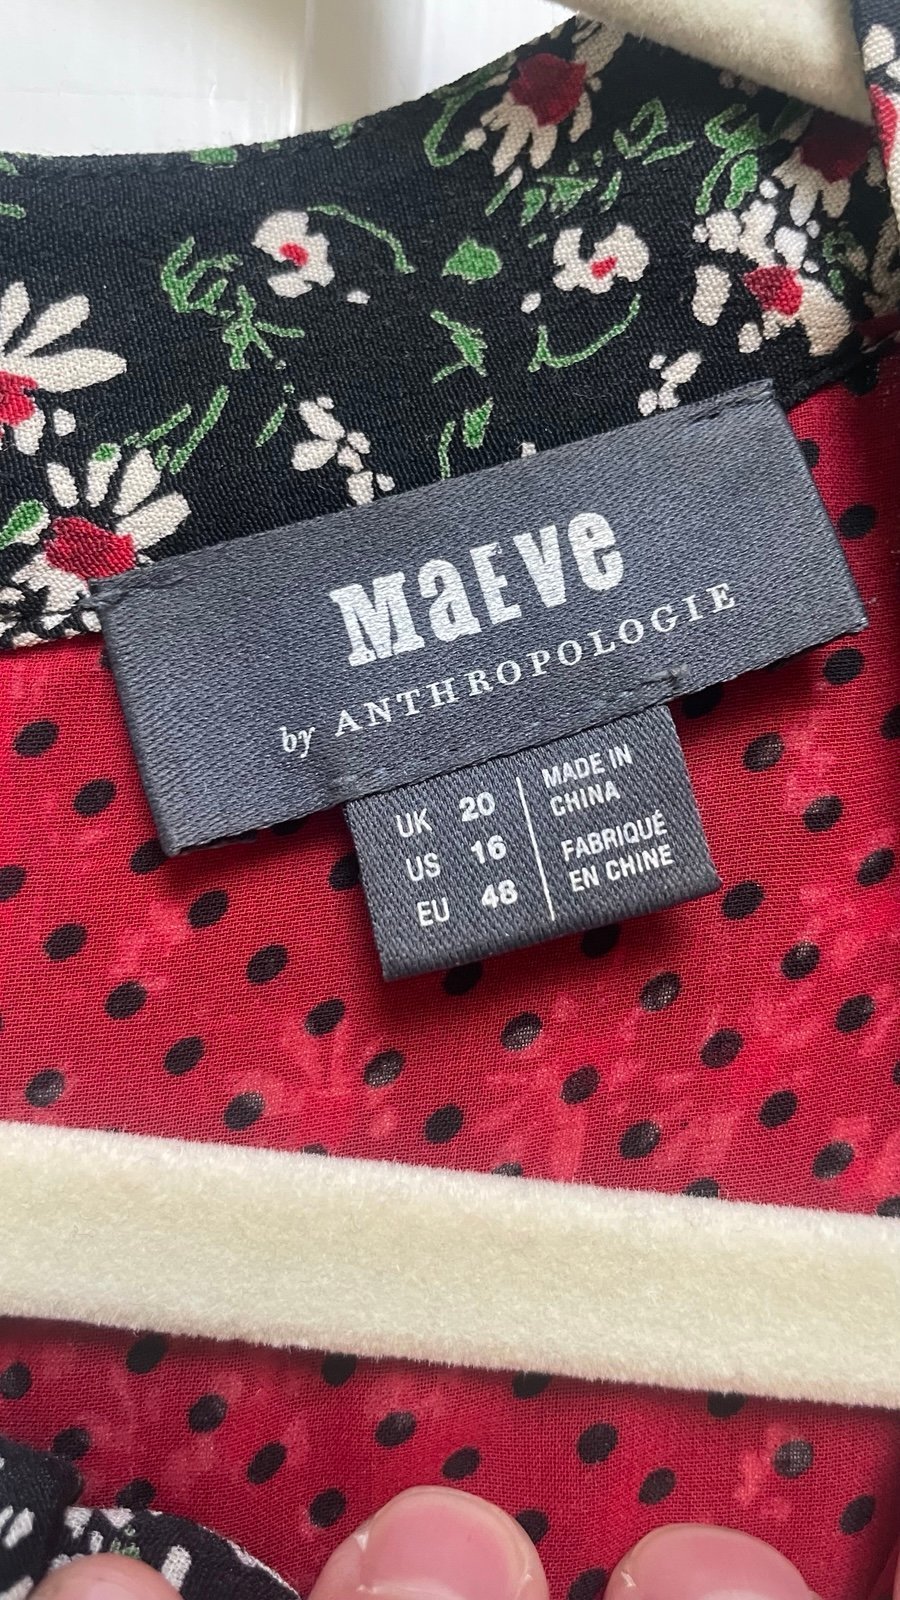 MaEVe
by ANTHROPOLOGIE
UK 20
US 16
EU 48
MADE IN
CHINA
FABRIQUÉ
EN CHINE